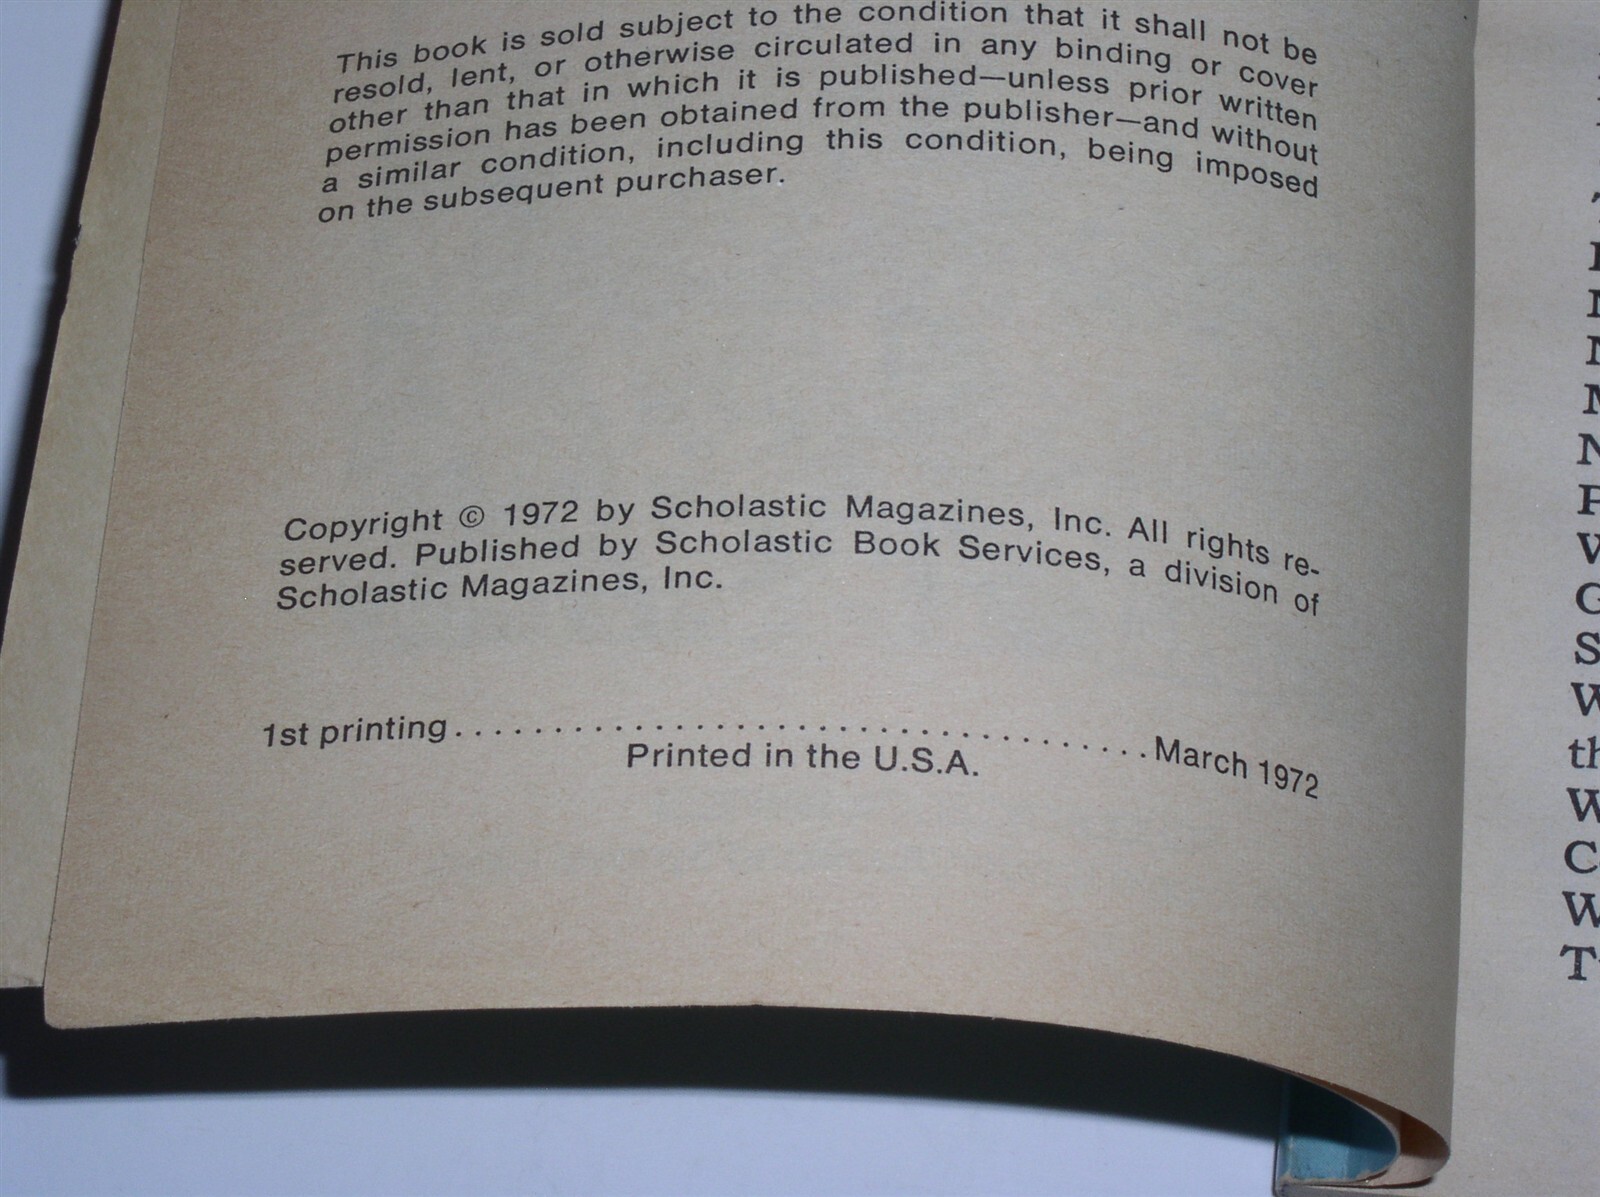 This book is sold subject to the condition that it shall not be
resold, lent, or otherwise circulated in any binding or cover
other than that in which it is published—unless prior written
permission has been obtained from the publisher—and without
a similar condition, including this condition, being imposed
on the subsequent purchaser.
Copyright © 1972 by Scholastic Magazines, Inc. All rights re-
served. Published by Scholastic Book Services, a division of
Scholastic Magazines, Inc.
1st printing...................................March 1972
Printed in the U.S.A.